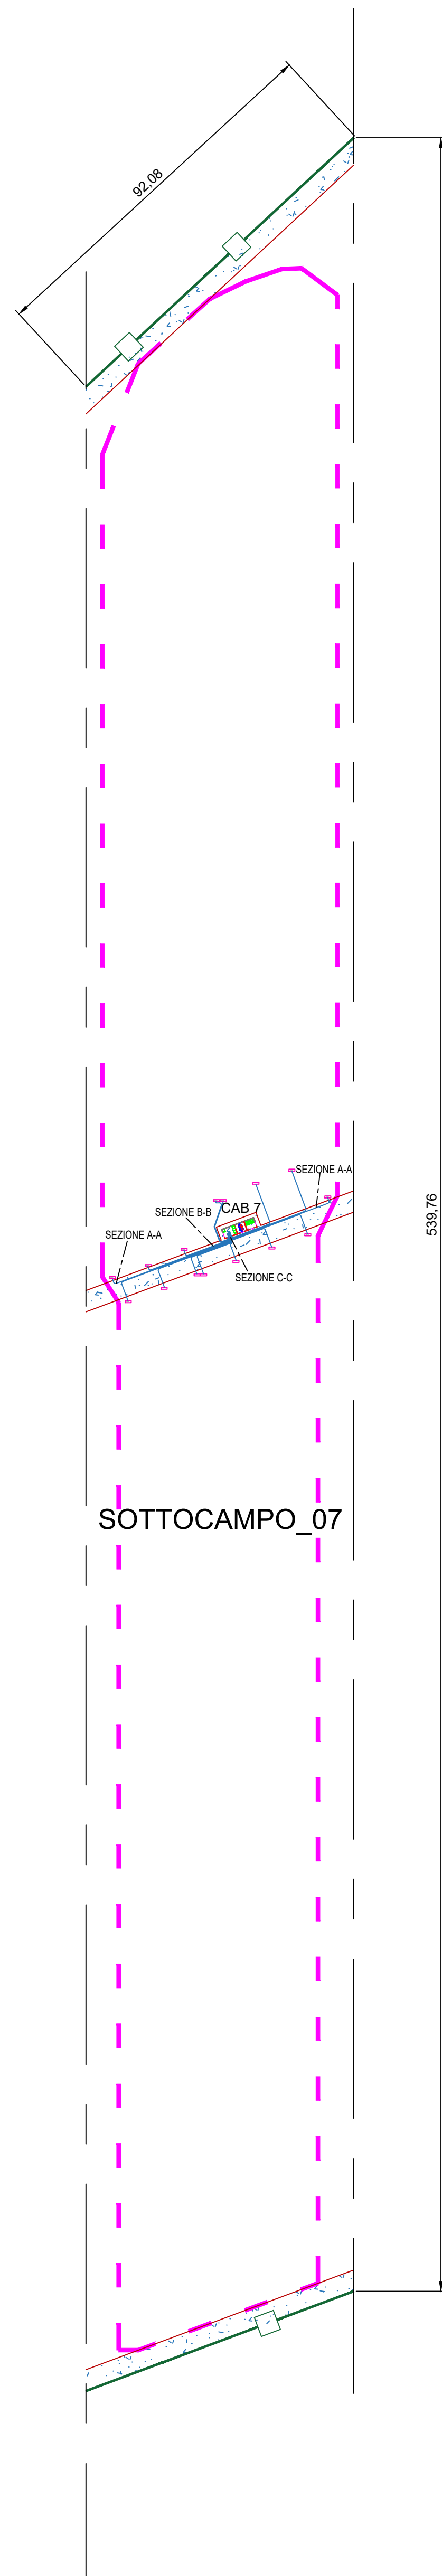 92,08
SEZIONE A-A
CAB 7
SEZIONE B-B
539,76
SEZIONE A-A
SEZIONE C-C
SOTTOCAMPO_07